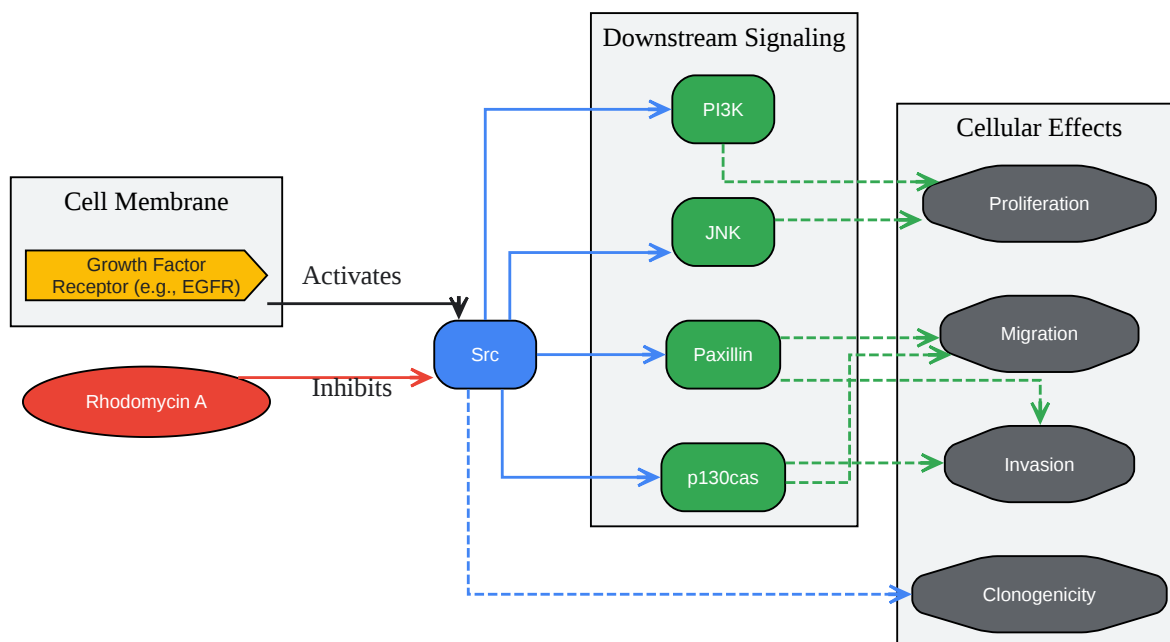 Downstream Signaling
PI3K
Cellular Effects
Cell Membrane
Proliferation
JNK
Growth Factor
Receptor (e.g., EGFR)
Activates
Migration
Src
Paxillin
Inhibits
Rhodomycin A
Invasion
p130cas
Clonogenicity